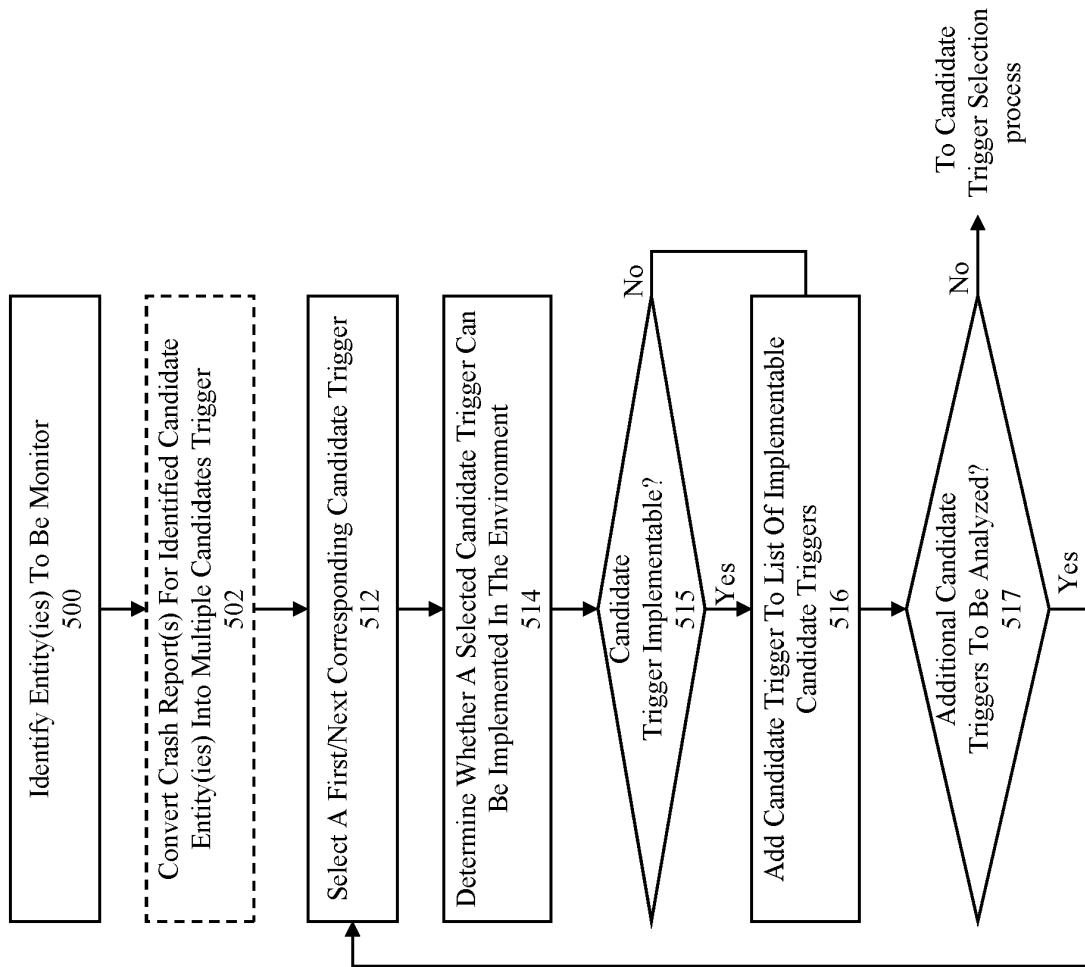 Identify Entity(ies) To Be Monitor
500
Convert Crash Report(s) For Identified Candidate
Entity(ies) Into Multiple Candidates Trigger
502
Select A First/Next Corresponding Candidate Trigger
512
Determine Whether A Selected Candidate Trigger Can
Be Implemented In The Environment
514
Candidate
Trigger Implementable?
515
No
Yes
Add Candidate Trigger To List Of Implementable
Candidate Triggers
516
Additional Candidate
Triggers To Be Analyzed?
517
No
To Candidate
Trigger Selection
process
Yes